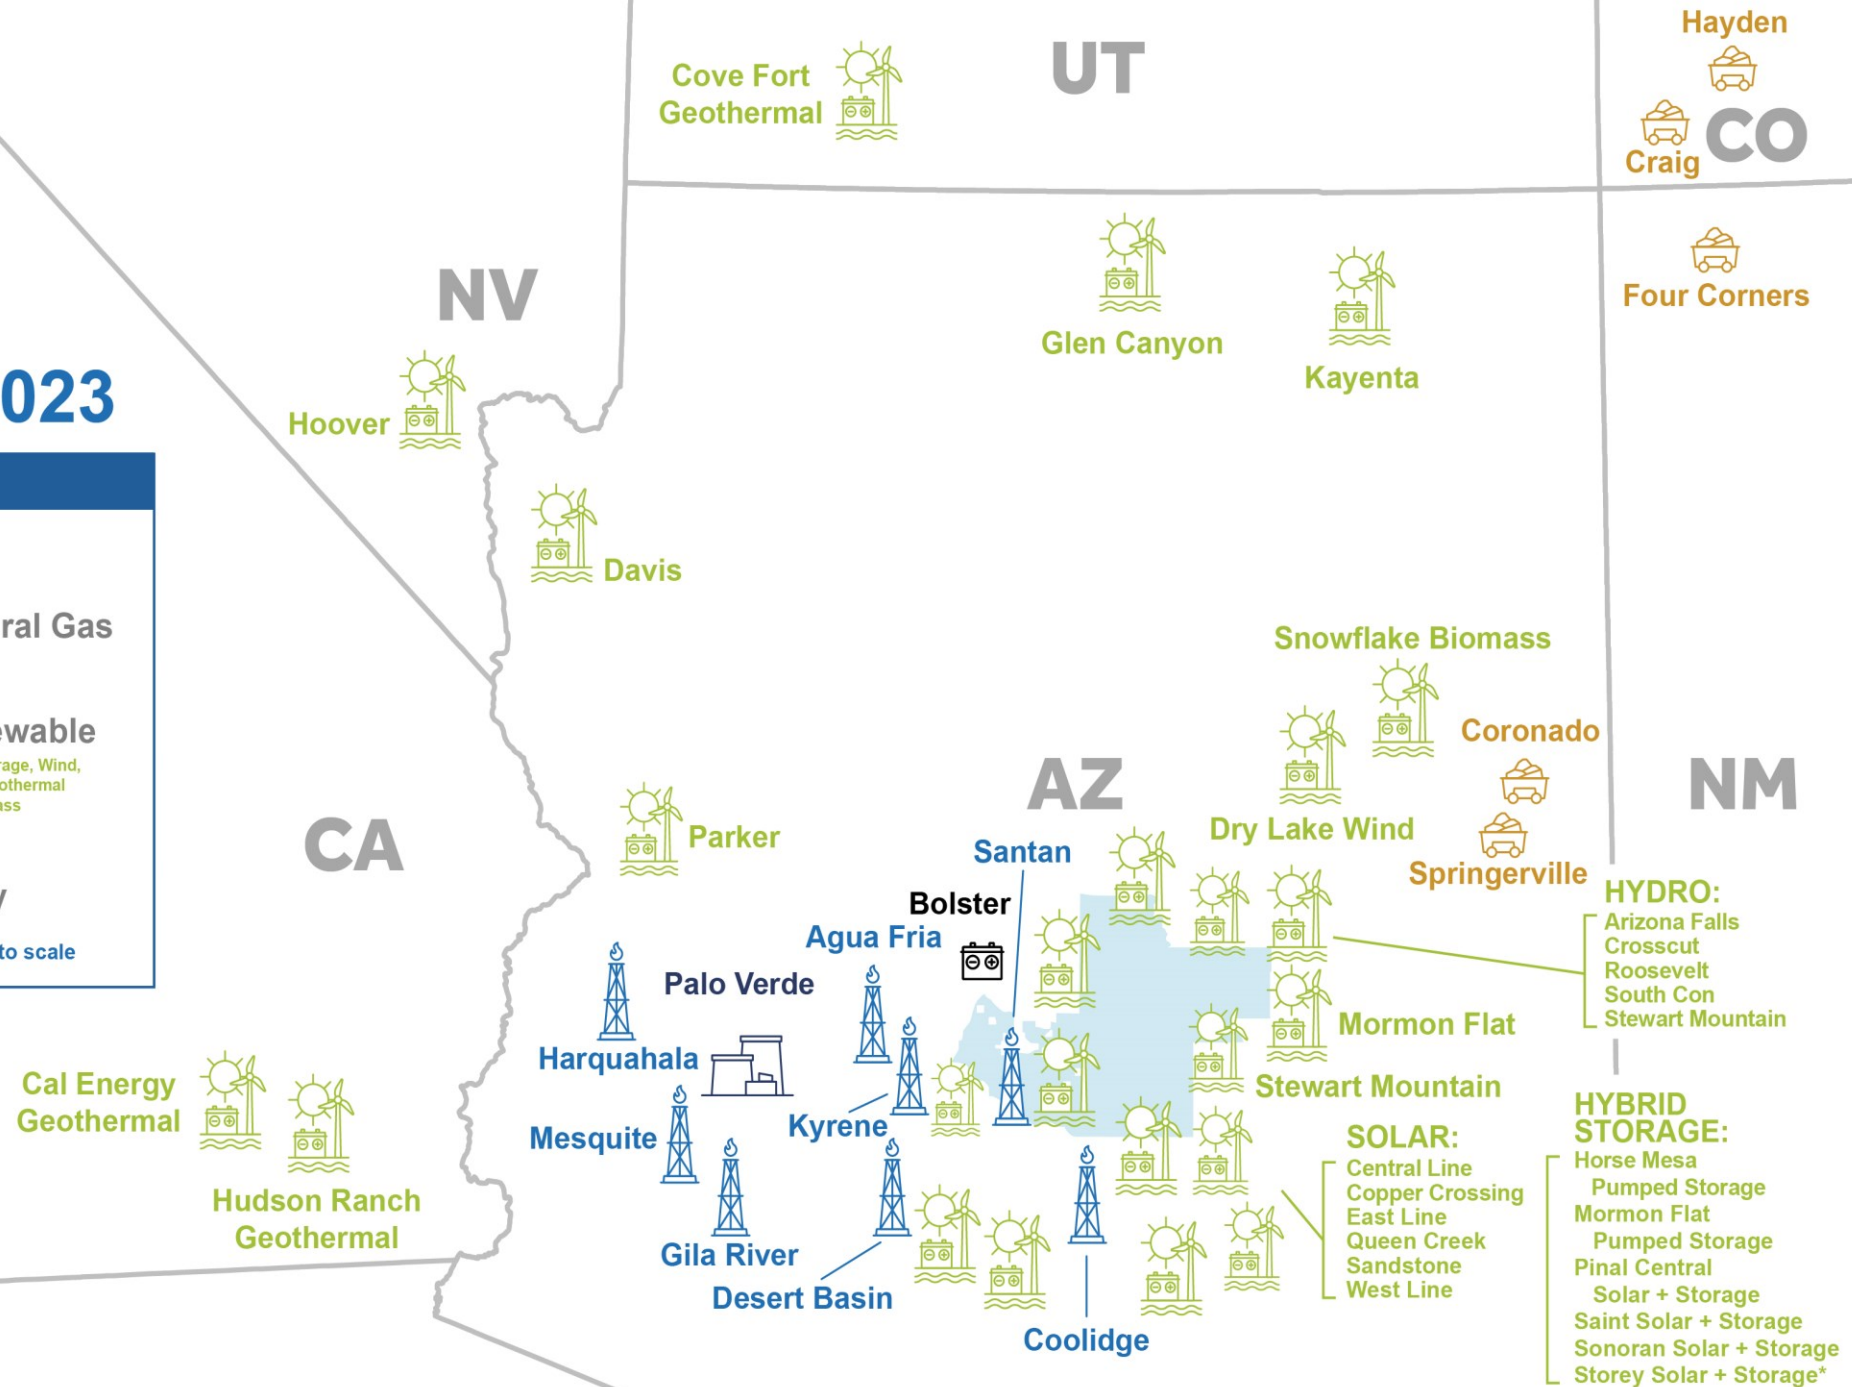 Hayden
Cove Fort
Geothermal
UT
CO
Craig
NV
Four Corners
Glen Canyon
Kayenta
023
Hoover
Davis
ral Gas
Snowflake Biomass
ewable
rage, Wind,
othermal
ass
Coronado
AZ
NM
CA
Parker
Dry Lake Wind
Santan
Springerville
Bolster
Agua Fria
y
to scale
HYDRO:
Arizona Falls
Crosscut
Roosevelt
South Con
Stewart Mountain
Palo Verde
Mormon Flat
Harquahala
Cal Energy
Geothermal
Stewart Mountain
Kyrene
Mesquite
HYBRID
STORAGE:
Horse Mesa
Pumped Storage
Mormon Flat
Pumped Storage
Pinal Central
Solar + Storage
Saint Solar + Storage
Sonoran Solar + Storage
Storey Solar + Storage*
SOLAR:
Central Line
Copper Crossing
East Line
Queen Creek
Sandstone
West Line
Hudson Ranch
Geothermal
Gila River
Desert Basin
Coolidge